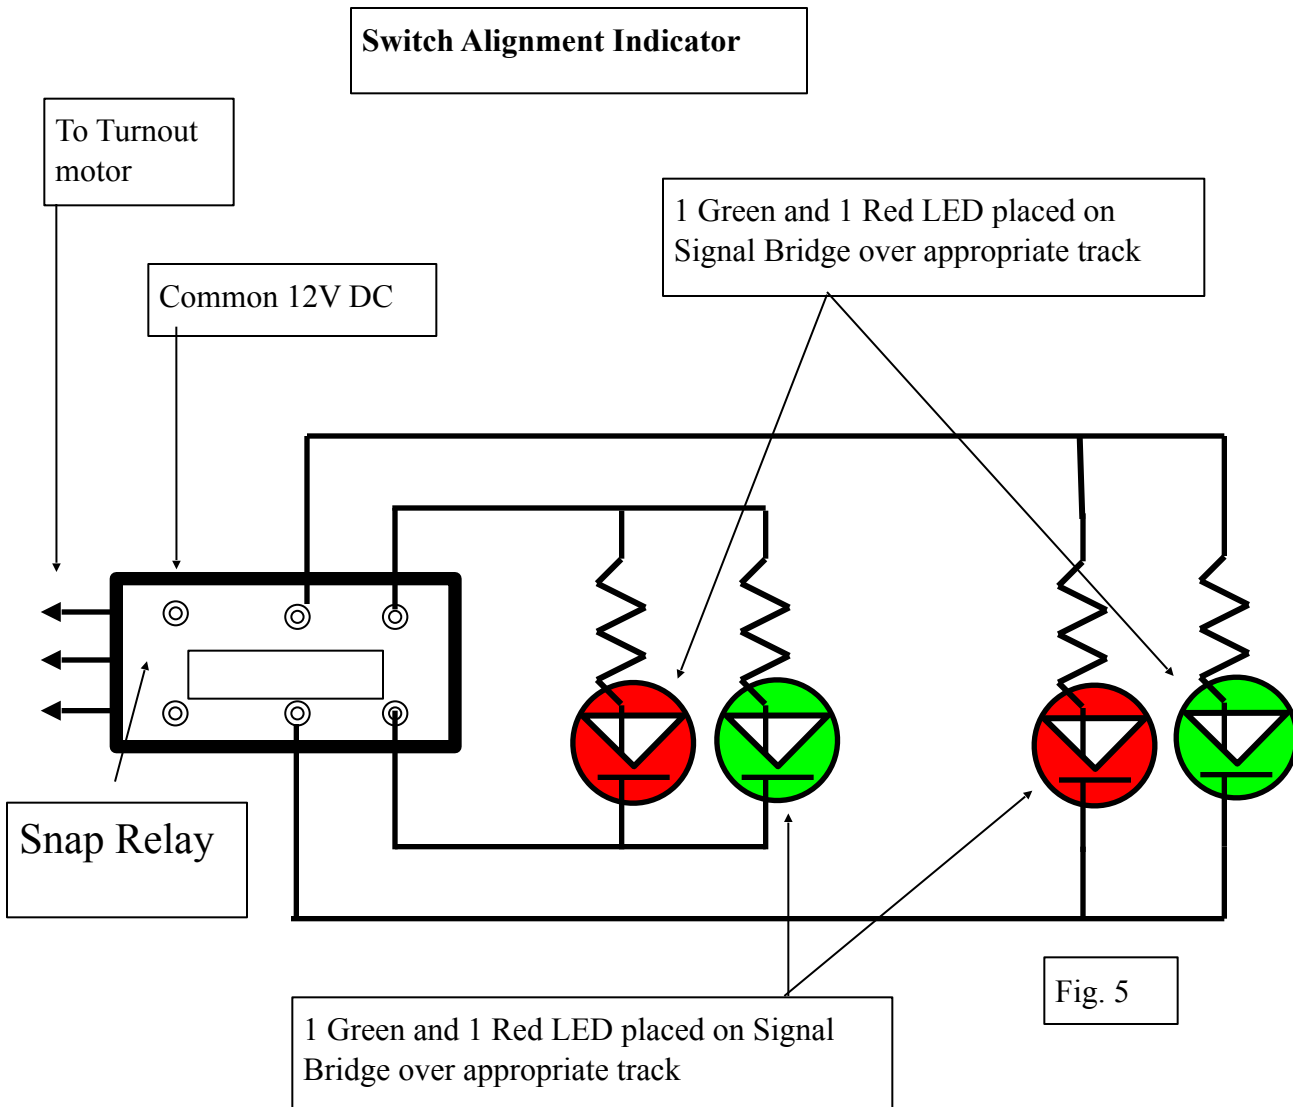 Switch Alignment Indicator
To Turnout
motor
1 Green and 1 Red LED placed on
Signal Bridge over appropriate track
Common 12V DC
Snap Relay
Fig. 5
1 Green and 1 Red LED placed on Signal
Bridge over appropriate track